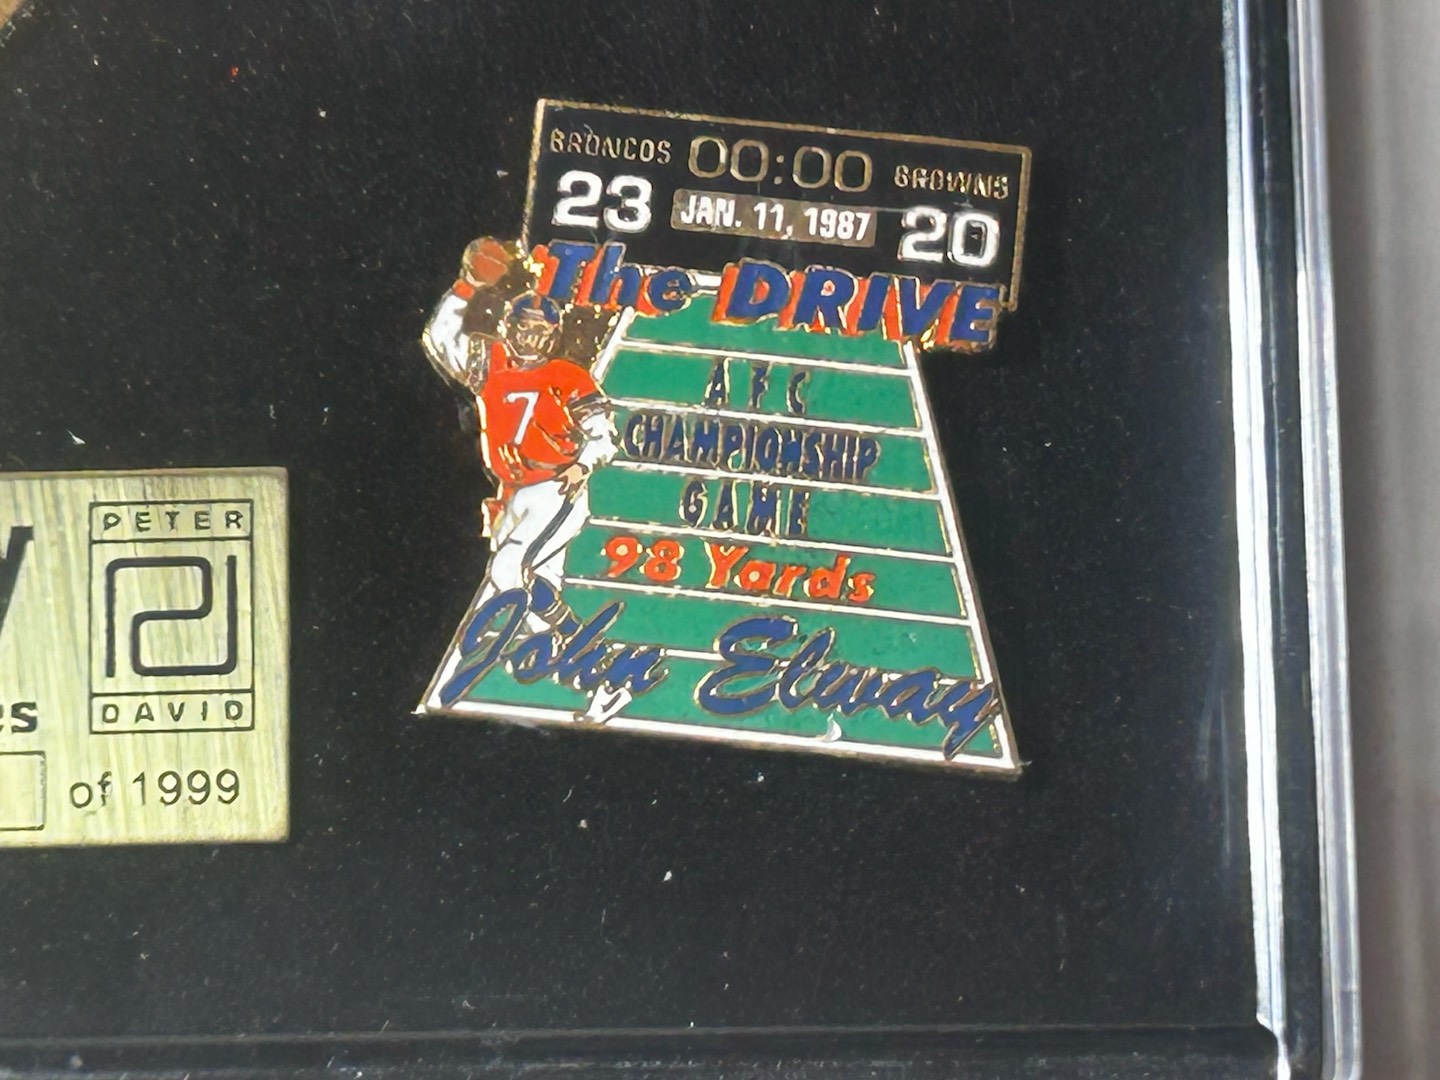 BRONCOS 00:00 BROWNS
23 JAN. 11, 1987 20
The DRIVE
AFC
CHAMPIONSHIP
GAME
98 Yards
John Elway
7
PETER
PD
DAVID
of 1999